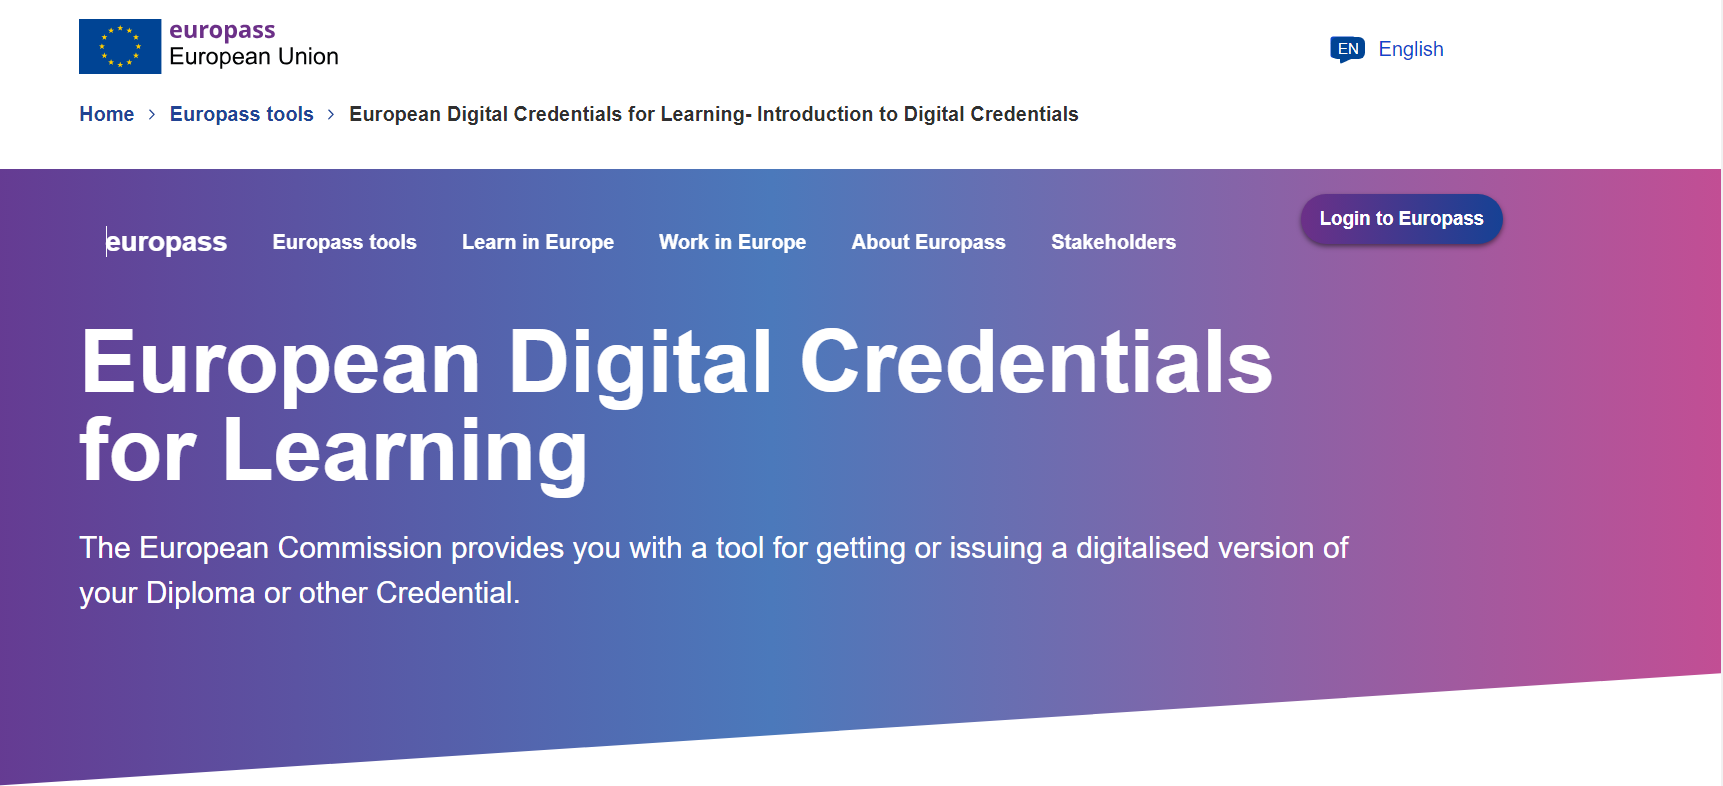 europass
European Union
EN English
Home > Europass tools > European Digital Credentials for Learning- Introduction to Digital Credentials
Login to Europass
europass Europass tools Learn in Europe Work in Europe About Europass Stakeholders
European Digital Credentials
for Learning
The European Commission provides you with a tool for getting or issuing a digitalised version of
your Diploma or other Credential.